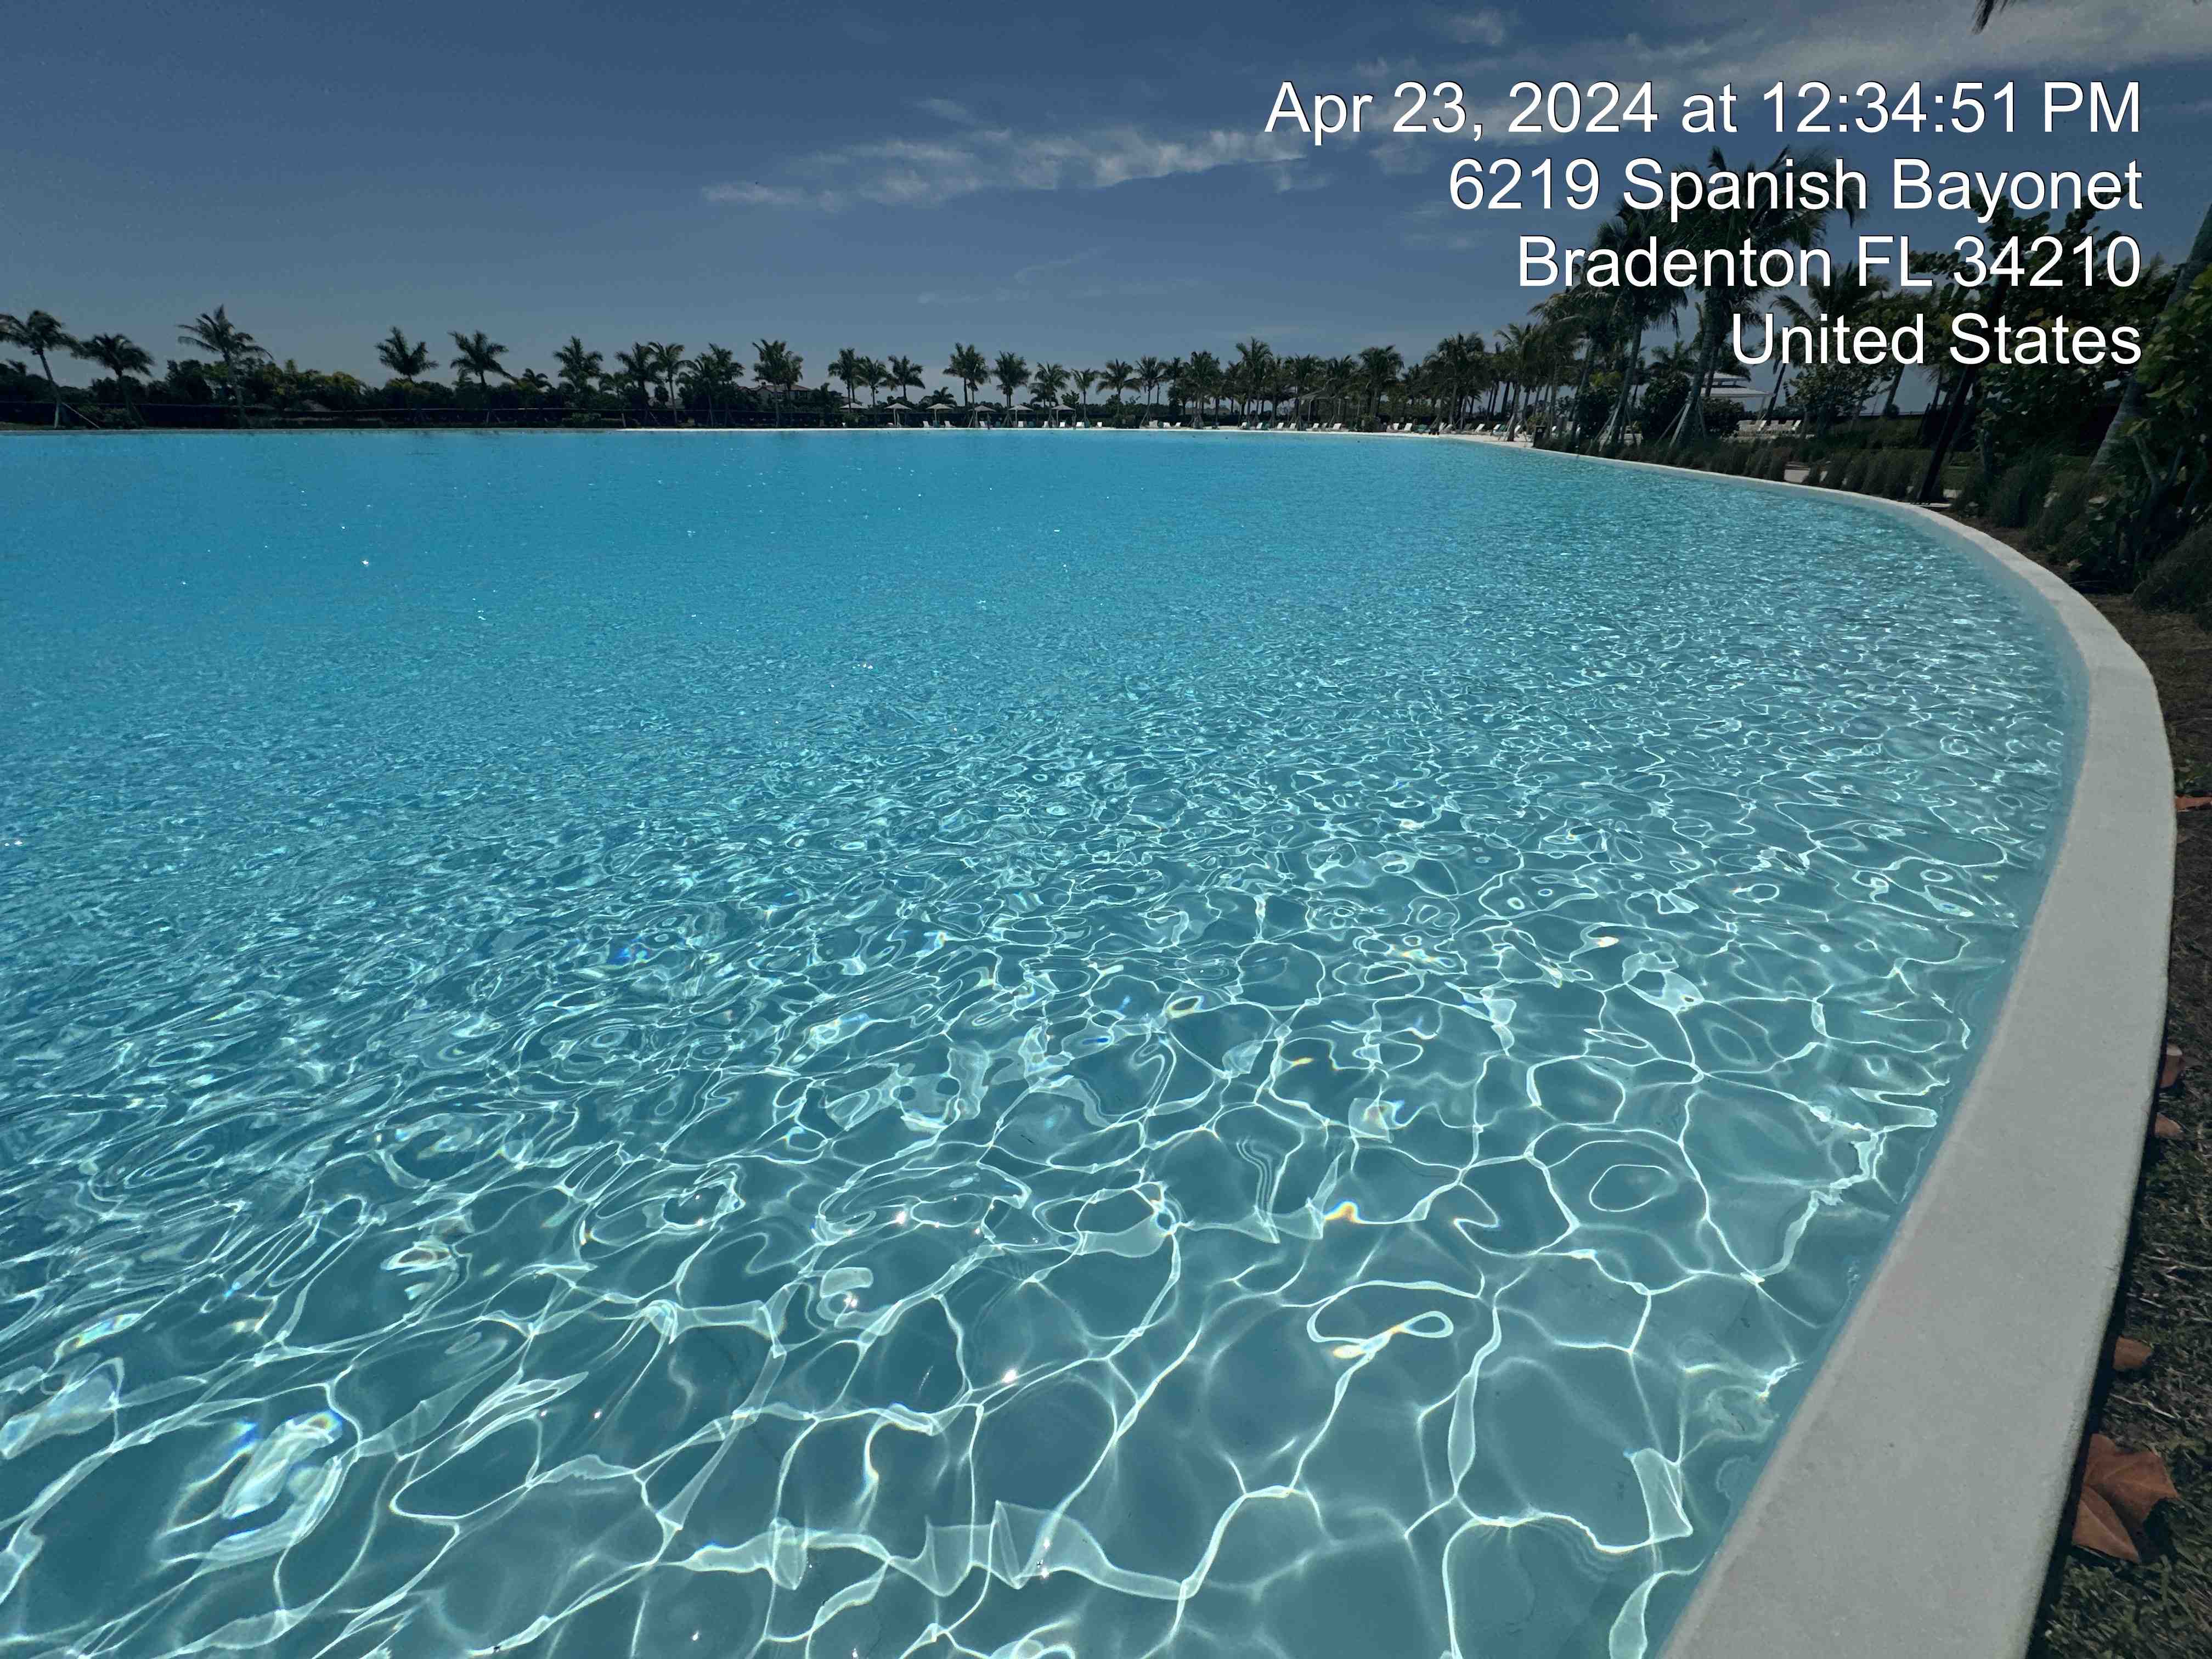 Apr 23, 2024 at 12:34:51 PM
6219 Spanish Bayonet
Bradenton FL 34210
United States